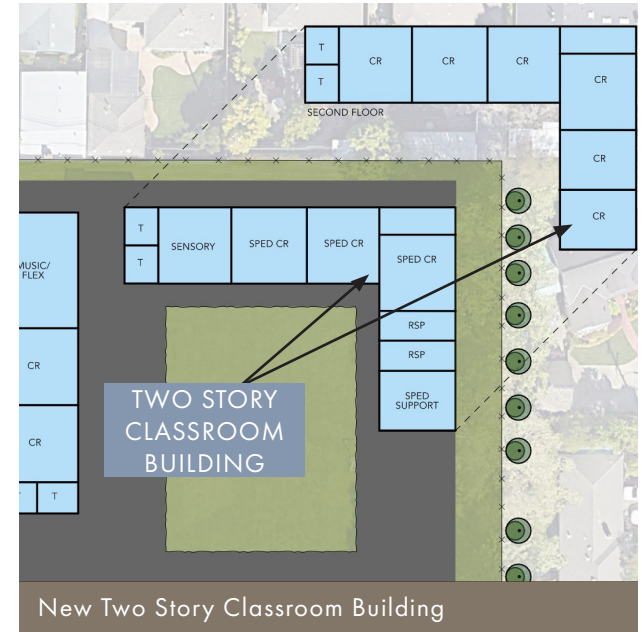 T
CR
CR
CR
T
SECOND FLOOR
CR
CR
CR
T
SENSORY
SPED CR
SPED CR
T
SPED CR
RSP
RSP
SPED
SUPPORT
MUSIC/
FLEX
CR
CR
T
TWO STORY
CLASSROOM
BUILDING
New Two Story Classroom Building